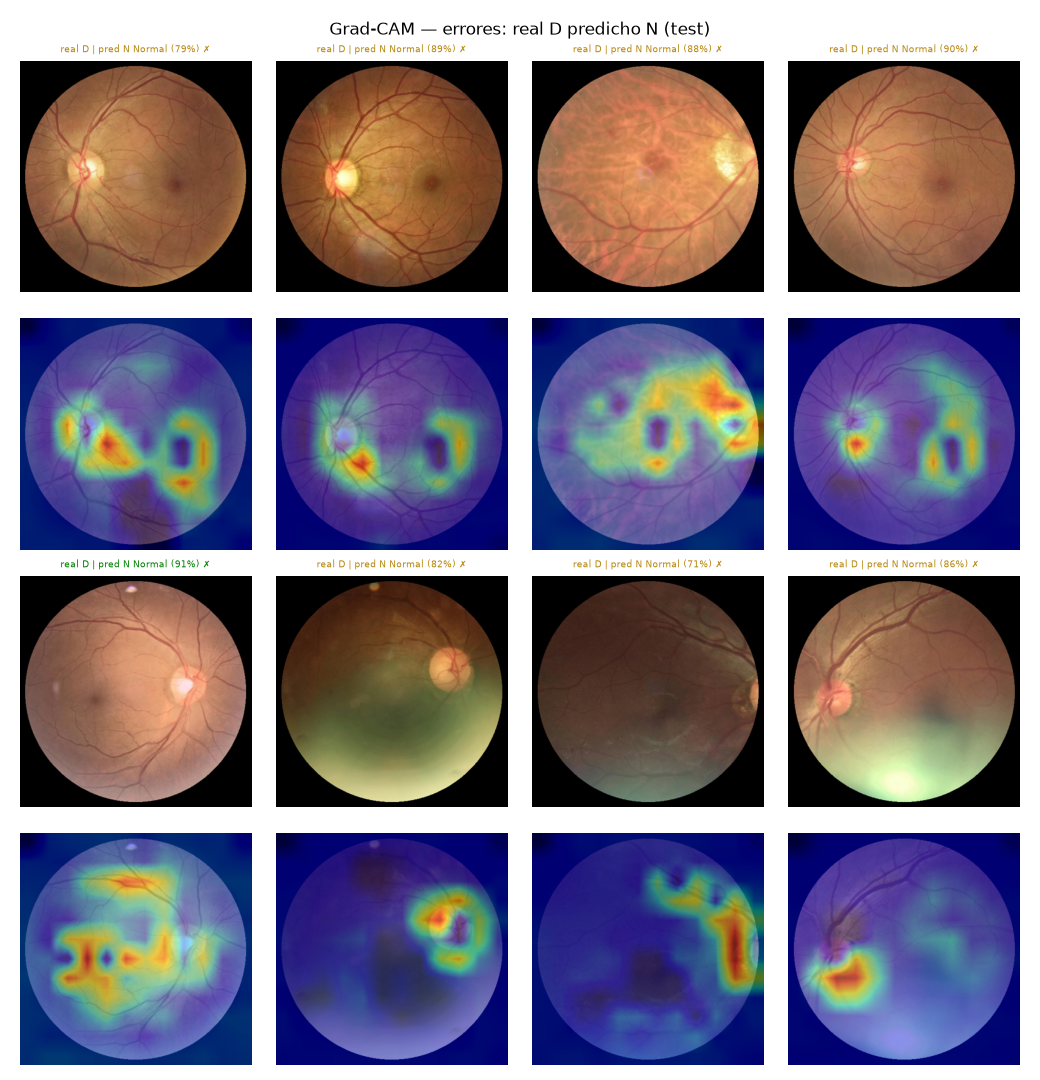 Grad-CAM — errores: real D predicho N (test)
real D | pred N Normal (79%) ✗
real D | pred N Normal (89%) ✗
real D | pred N Normal (88%) ✗
real D | pred N Normal (90%) ✗
real D | pred N Normal (91%) ✗
real D | pred N Normal (82%) ✗
real D | pred N Normal (71%) ✗
real D | pred N Normal (86%) ✗